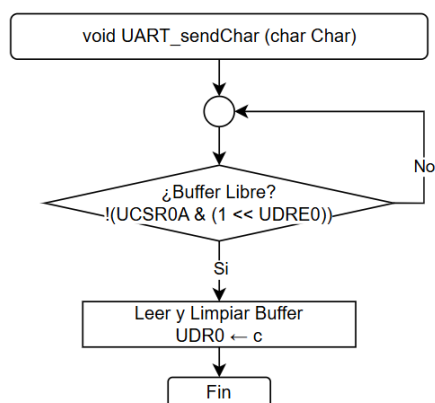 void UART_sendChar (char Char)
No
¿Buffer Libre?
!(UCSR0A & (1 << UDRE0))
Si
Leer y Limpiar Buffer
UDR0 ← c
Fin